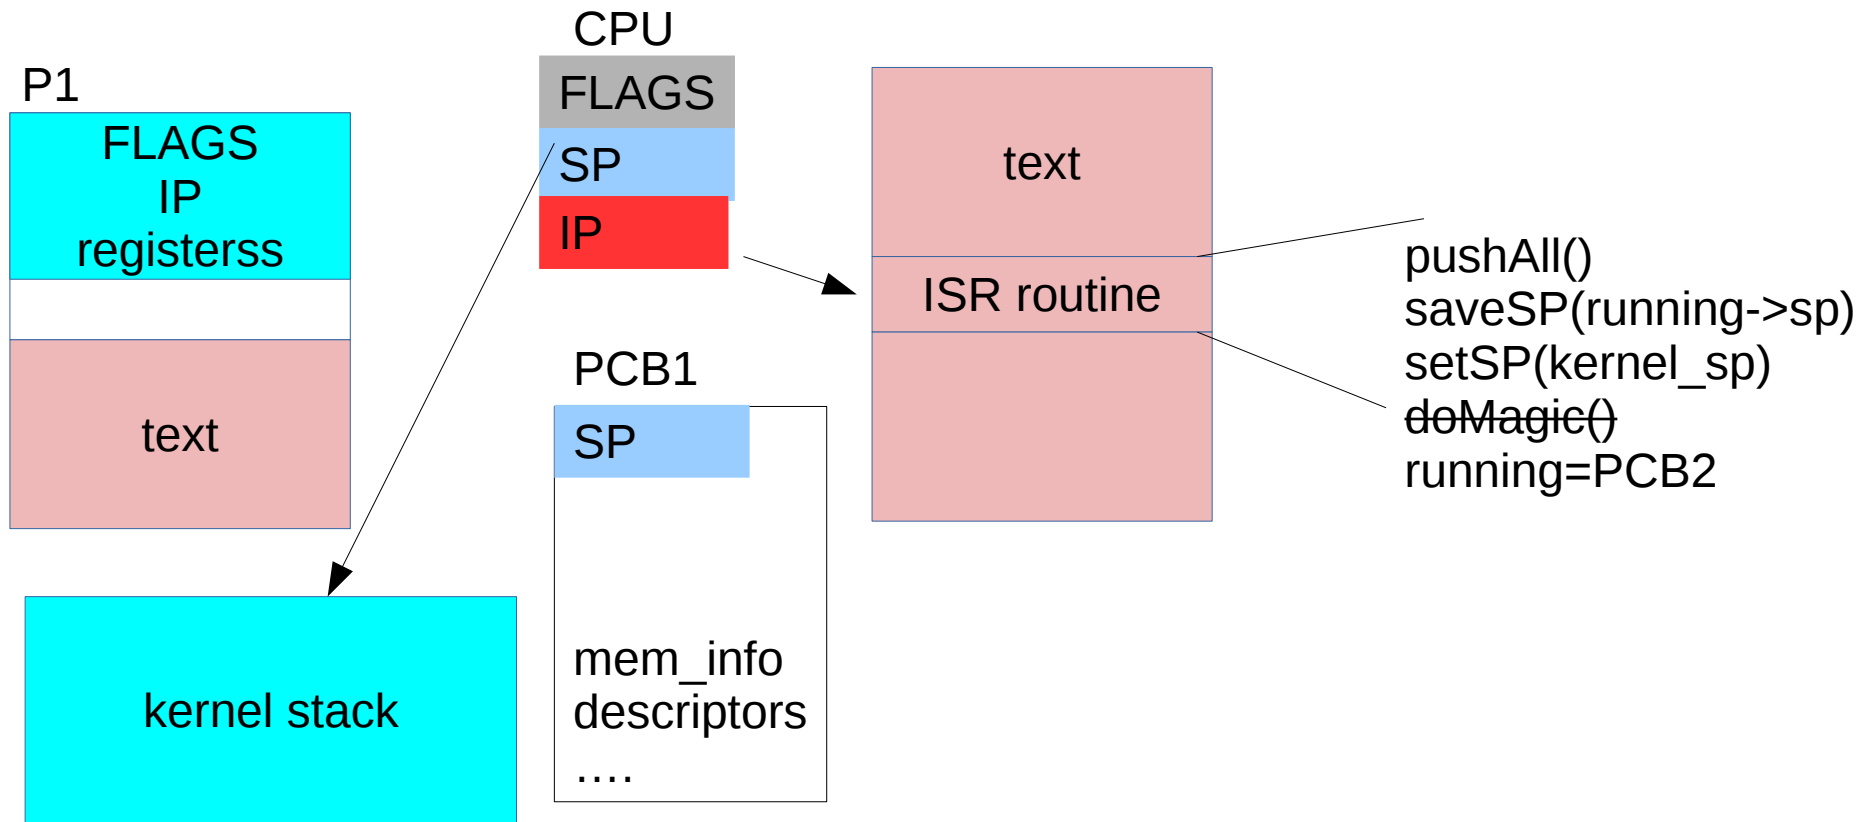 P1
FLAGS
IP
registerss
text
kernel stack
CPU
FLAGS
SP
IP
PCB1
SP
mem_info
descriptors
....
text
ISR routine
pushAll()
saveSP(running->sp)
setSP(kernel_sp)
doMagic()
running=PCB2